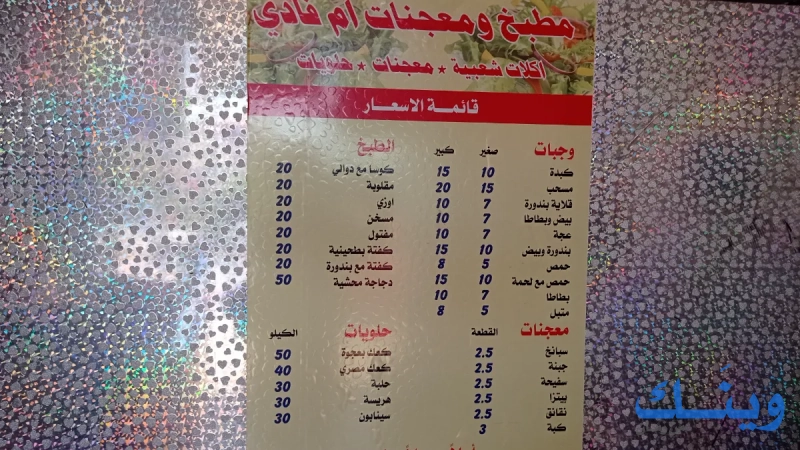 مطبخ ومعجنات ام فادي
اكلات شعبية * معجنات * حلويات
قائمة الاسعار
وجبات صغير كبير
كبدة 10 15
مسحب 15 20
قلاية بندورة 7 10
بيض وبطاطا 7 10
عجة 7 10
بندورة وبيض 10 15
حمص 5 8
حمص مع لحمة 10 15
بطاطا 7 10
متبل 5 8
معجنات القطعة
سبانخ 2.5
جبنة 2.5
سفيحة 2.5
بيتزا 2.5
نقانق 2.5
كبة 3
الطبخ
كوسا مع دوالي 20
مقلوبة 20
اوزي 20
مسخن 20
مفتول 20
كفتة بطحينية 20
كفتة مع بندورة 20
دجاجة محشية 50
حلويات الكيلو
كعك بعجوة 50
كعك مصري 40
حلبة 30
هريسة 30
سينابون 30
وينك